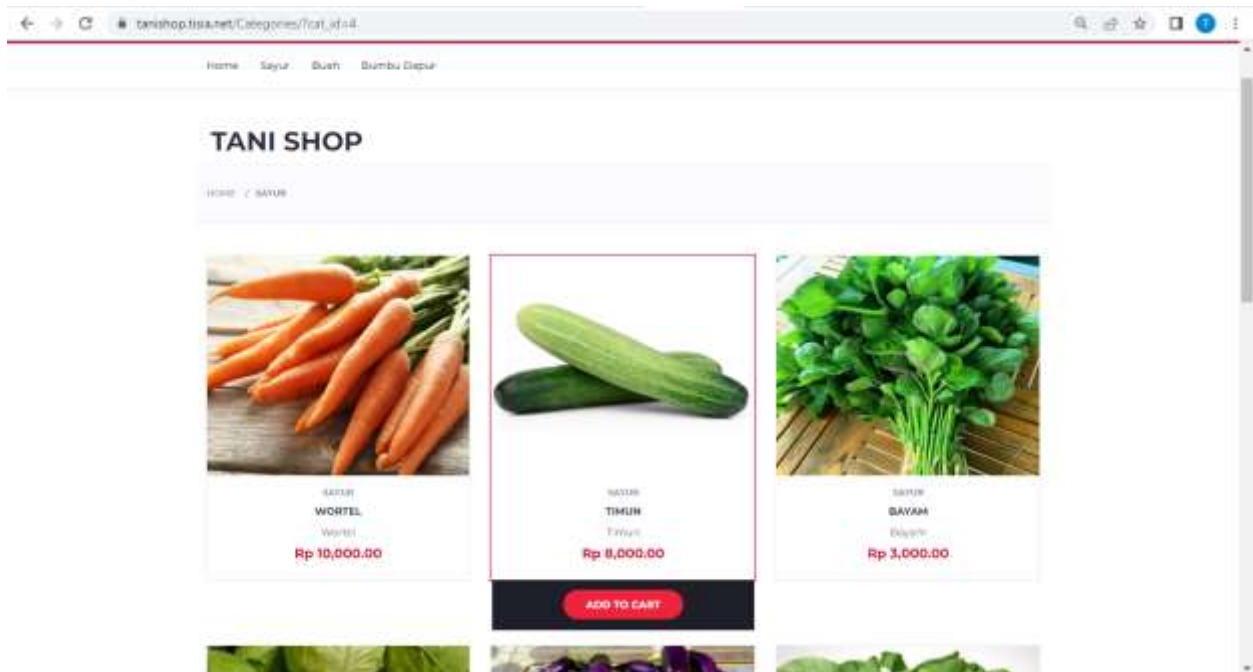 tanishop.tisia.net/Categories/?cat_id=4
Home Sayur Buah Bumbu Dapur
TANI SHOP
HOME / SAYUR
SAYUR SAYUR SAYUR
WORTEL TIMUN BAYAM
Wortel Timun Bayam
Rp 10,000.00 Rp 8,000.00 Rp 3,000.00
ADD TO CART